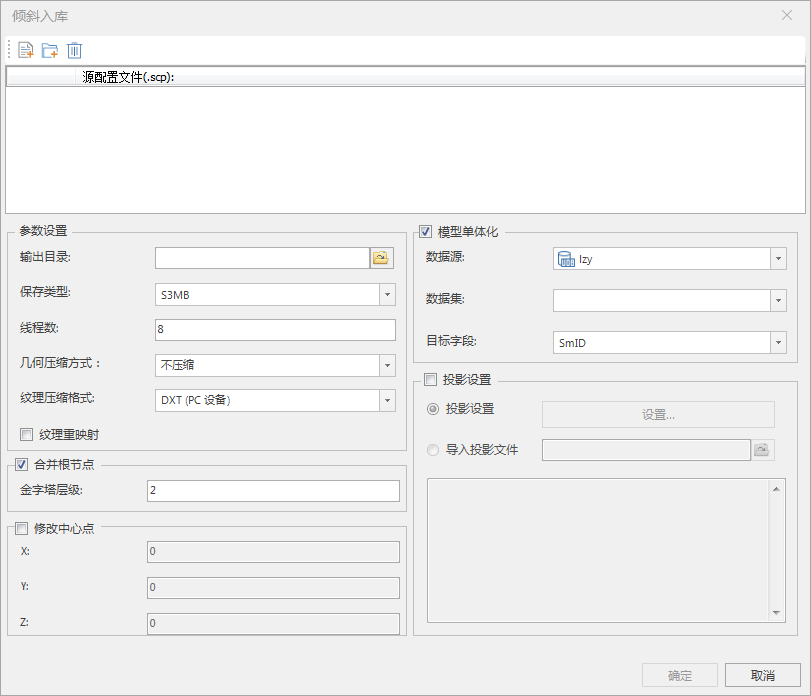 倾斜入库
源配置文件(.scp):
参数设置
输出目录:
保存类型:
S3MB
线程数:
8
几何压缩方式：
不压缩
纹理压缩格式:
DXT (PC 设备)
纹理重映射
合并根节点
金字塔层级:
2
修改中心点
X:
0
Y:
0
Z:
0
模型单体化
数据源:
lzy
数据集:
目标字段:
SmID
投影设置
投影设置
设置...
导入投影文件
确定
取消